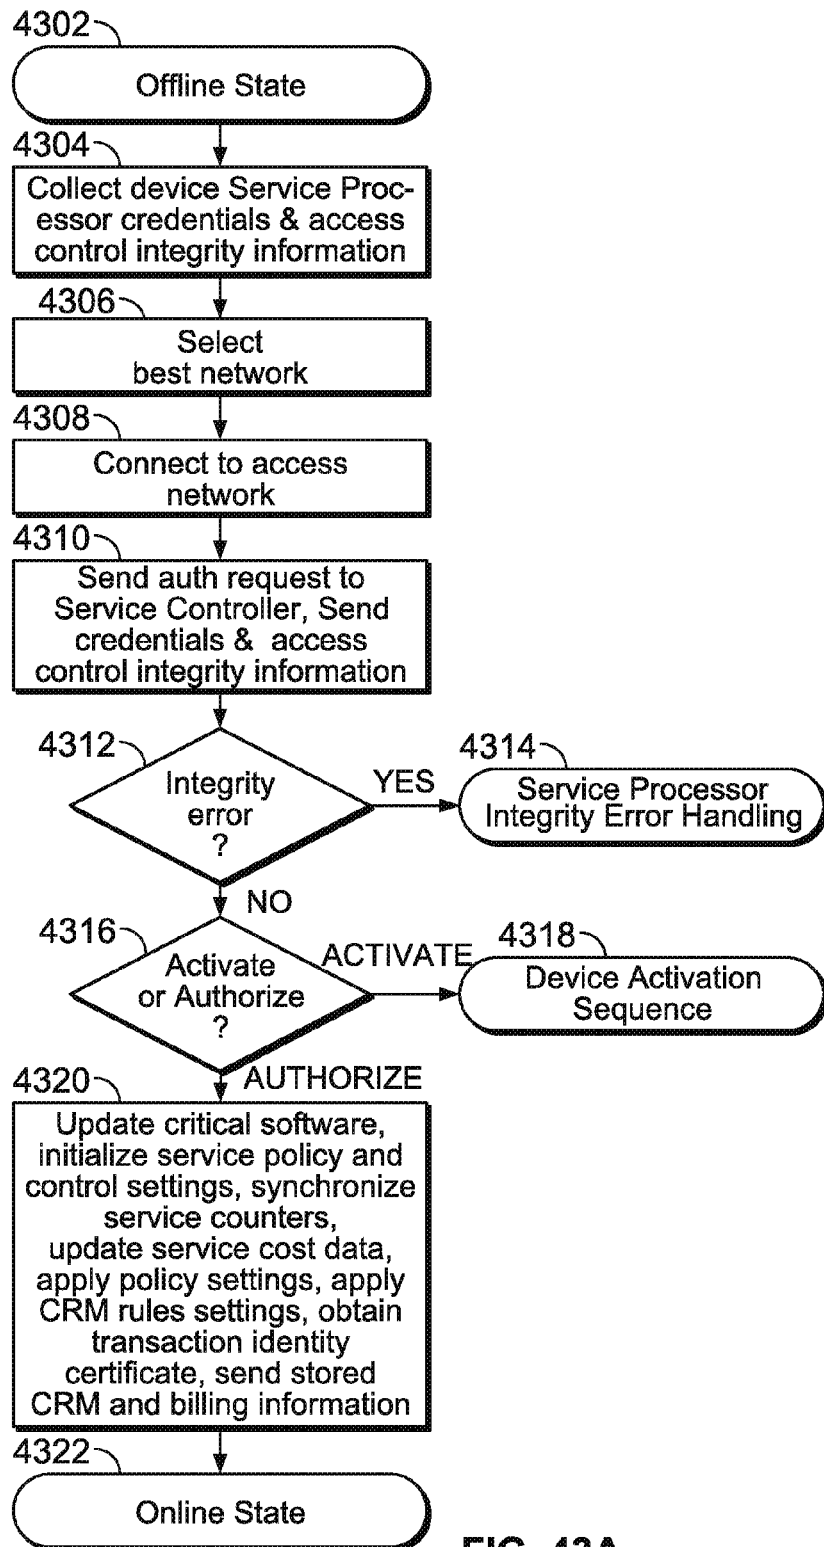 4302
Offline State
4304
Collect device Service Proc-
essor credentials & access
control integrity information
4306
Select
best network
4308
Connect to access
network
4310
Send auth request to
Service Controller, Send
credentials & access
control integrity information
4312
Integrity
error
?
YES
4314
Service Processor
Integrity Error Handling
NO
4316
Activate
or Authorize
?
ACTIVATE
4318
Device Activation
Sequence
AUTHORIZE
4320
Update critical software,
initialize service policy and
control settings, synchronize
service counters,
update service cost data,
apply policy settings, apply
CRM rules settings, obtain
transaction identity
certificate, send stored
CRM and billing information
4322
Online State
FIG. 43A